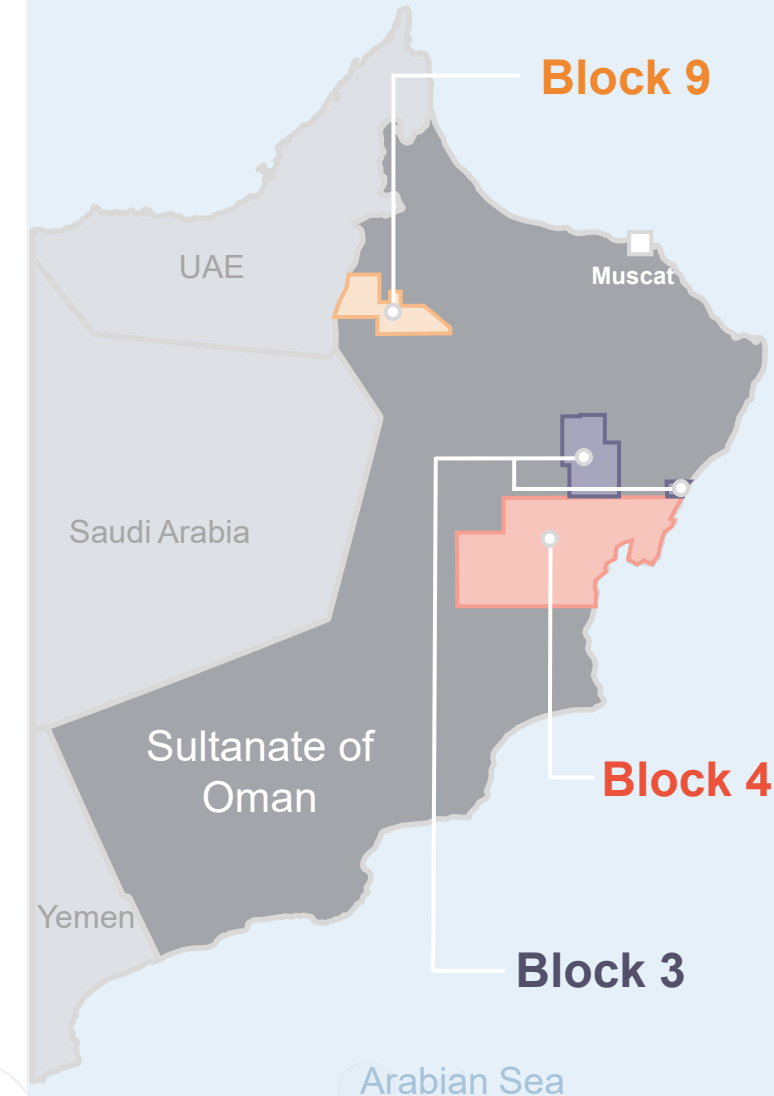 Block 9
UAE
Muscat
Saudi Arabia
Sultanate of
Oman
Block 4
Yemen
Block 3
Arabian Sea